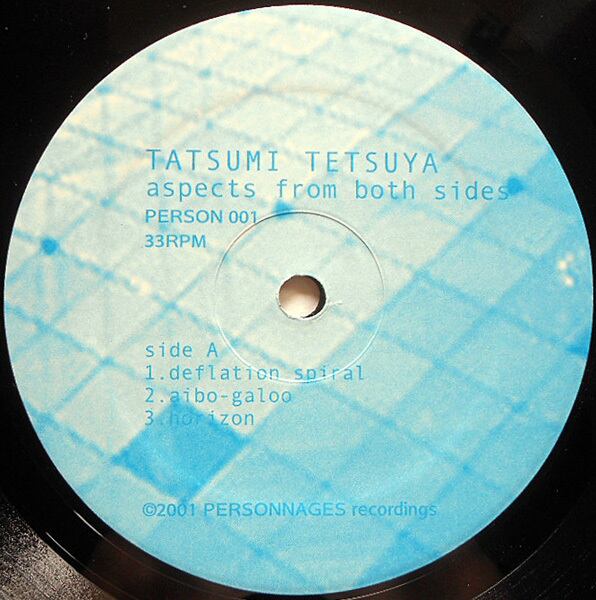 TATSUMI TETSUYA
aspects from both sides
PERSON 001
33RPM
side A
1.deflation spiral
2.aibo-galoo
3.horizon
©2001 PERSONNAGES recordings